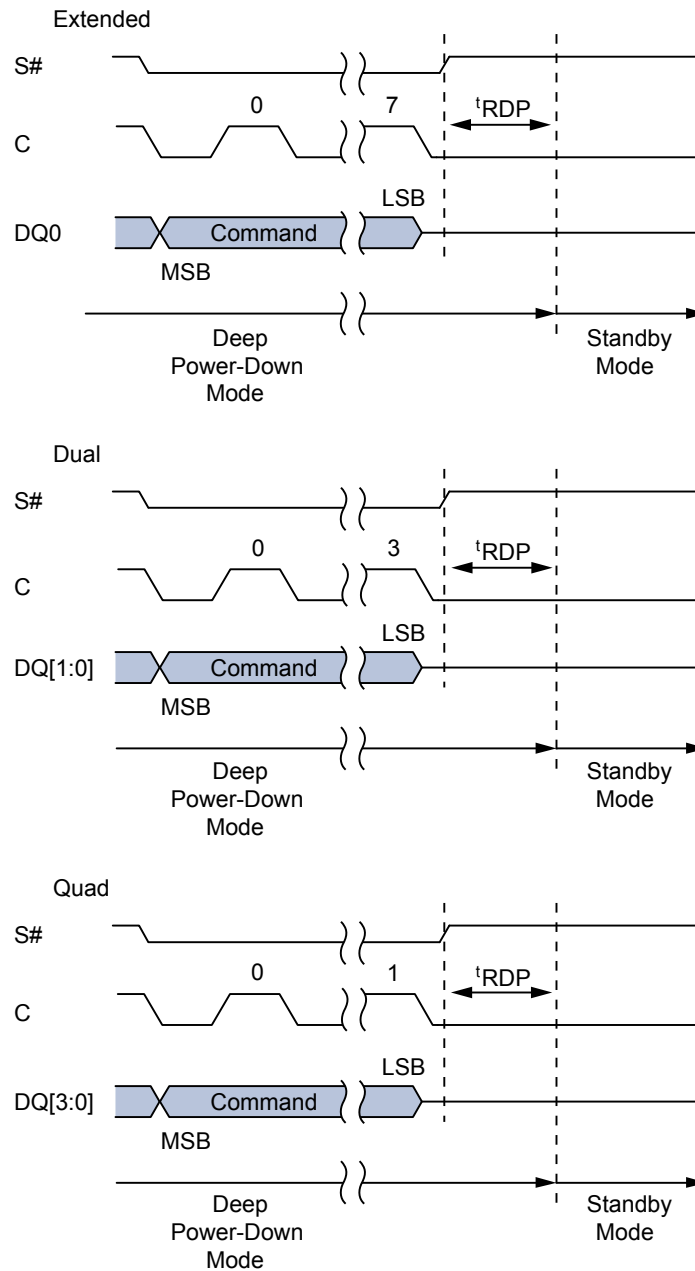 Extended
S#
0 7 tRDP
C
LSB
DQ0 Command
MSB
Deep Standby
Power-Down Mode
Mode
Dual
S#
0 3 tRDP
C
LSB
DQ[1:0] Command
MSB
Deep Standby
Power-Down Mode
Mode
Quad
S#
0 1 tRDP
C
LSB
DQ[3:0] Command
MSB
Deep Standby
Power-Down Mode
Mode